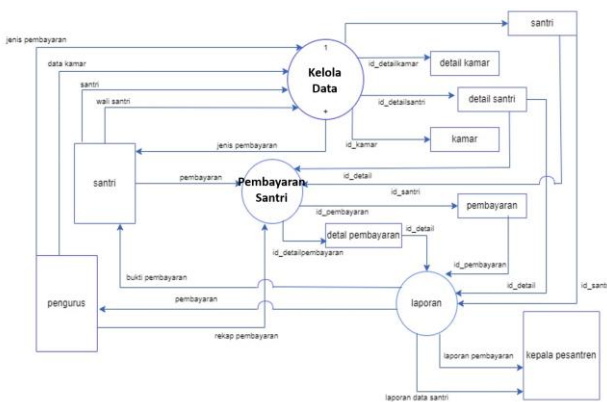 santri
jenis pembayaran
1
data kamar
id_detailkamar
detail kamar
Kelola
Data
santri
wali santri
id_detailsantri
detail santri
+
id_kamar
kamar
jenis pembayaran
santri
pembayaran
Pembayaran
Santri
id_detail
id_santri
pembayaran
id_pembayaran
detal pembayaran
id_detail
id_detailpembayaran
id_pembayaran
bukti pembayaran
id_detail
id_sant
pengurus
pembayaran
laporan
rekap pembayaran
laporan pembayaran
kepala pesantren
laporan data santri